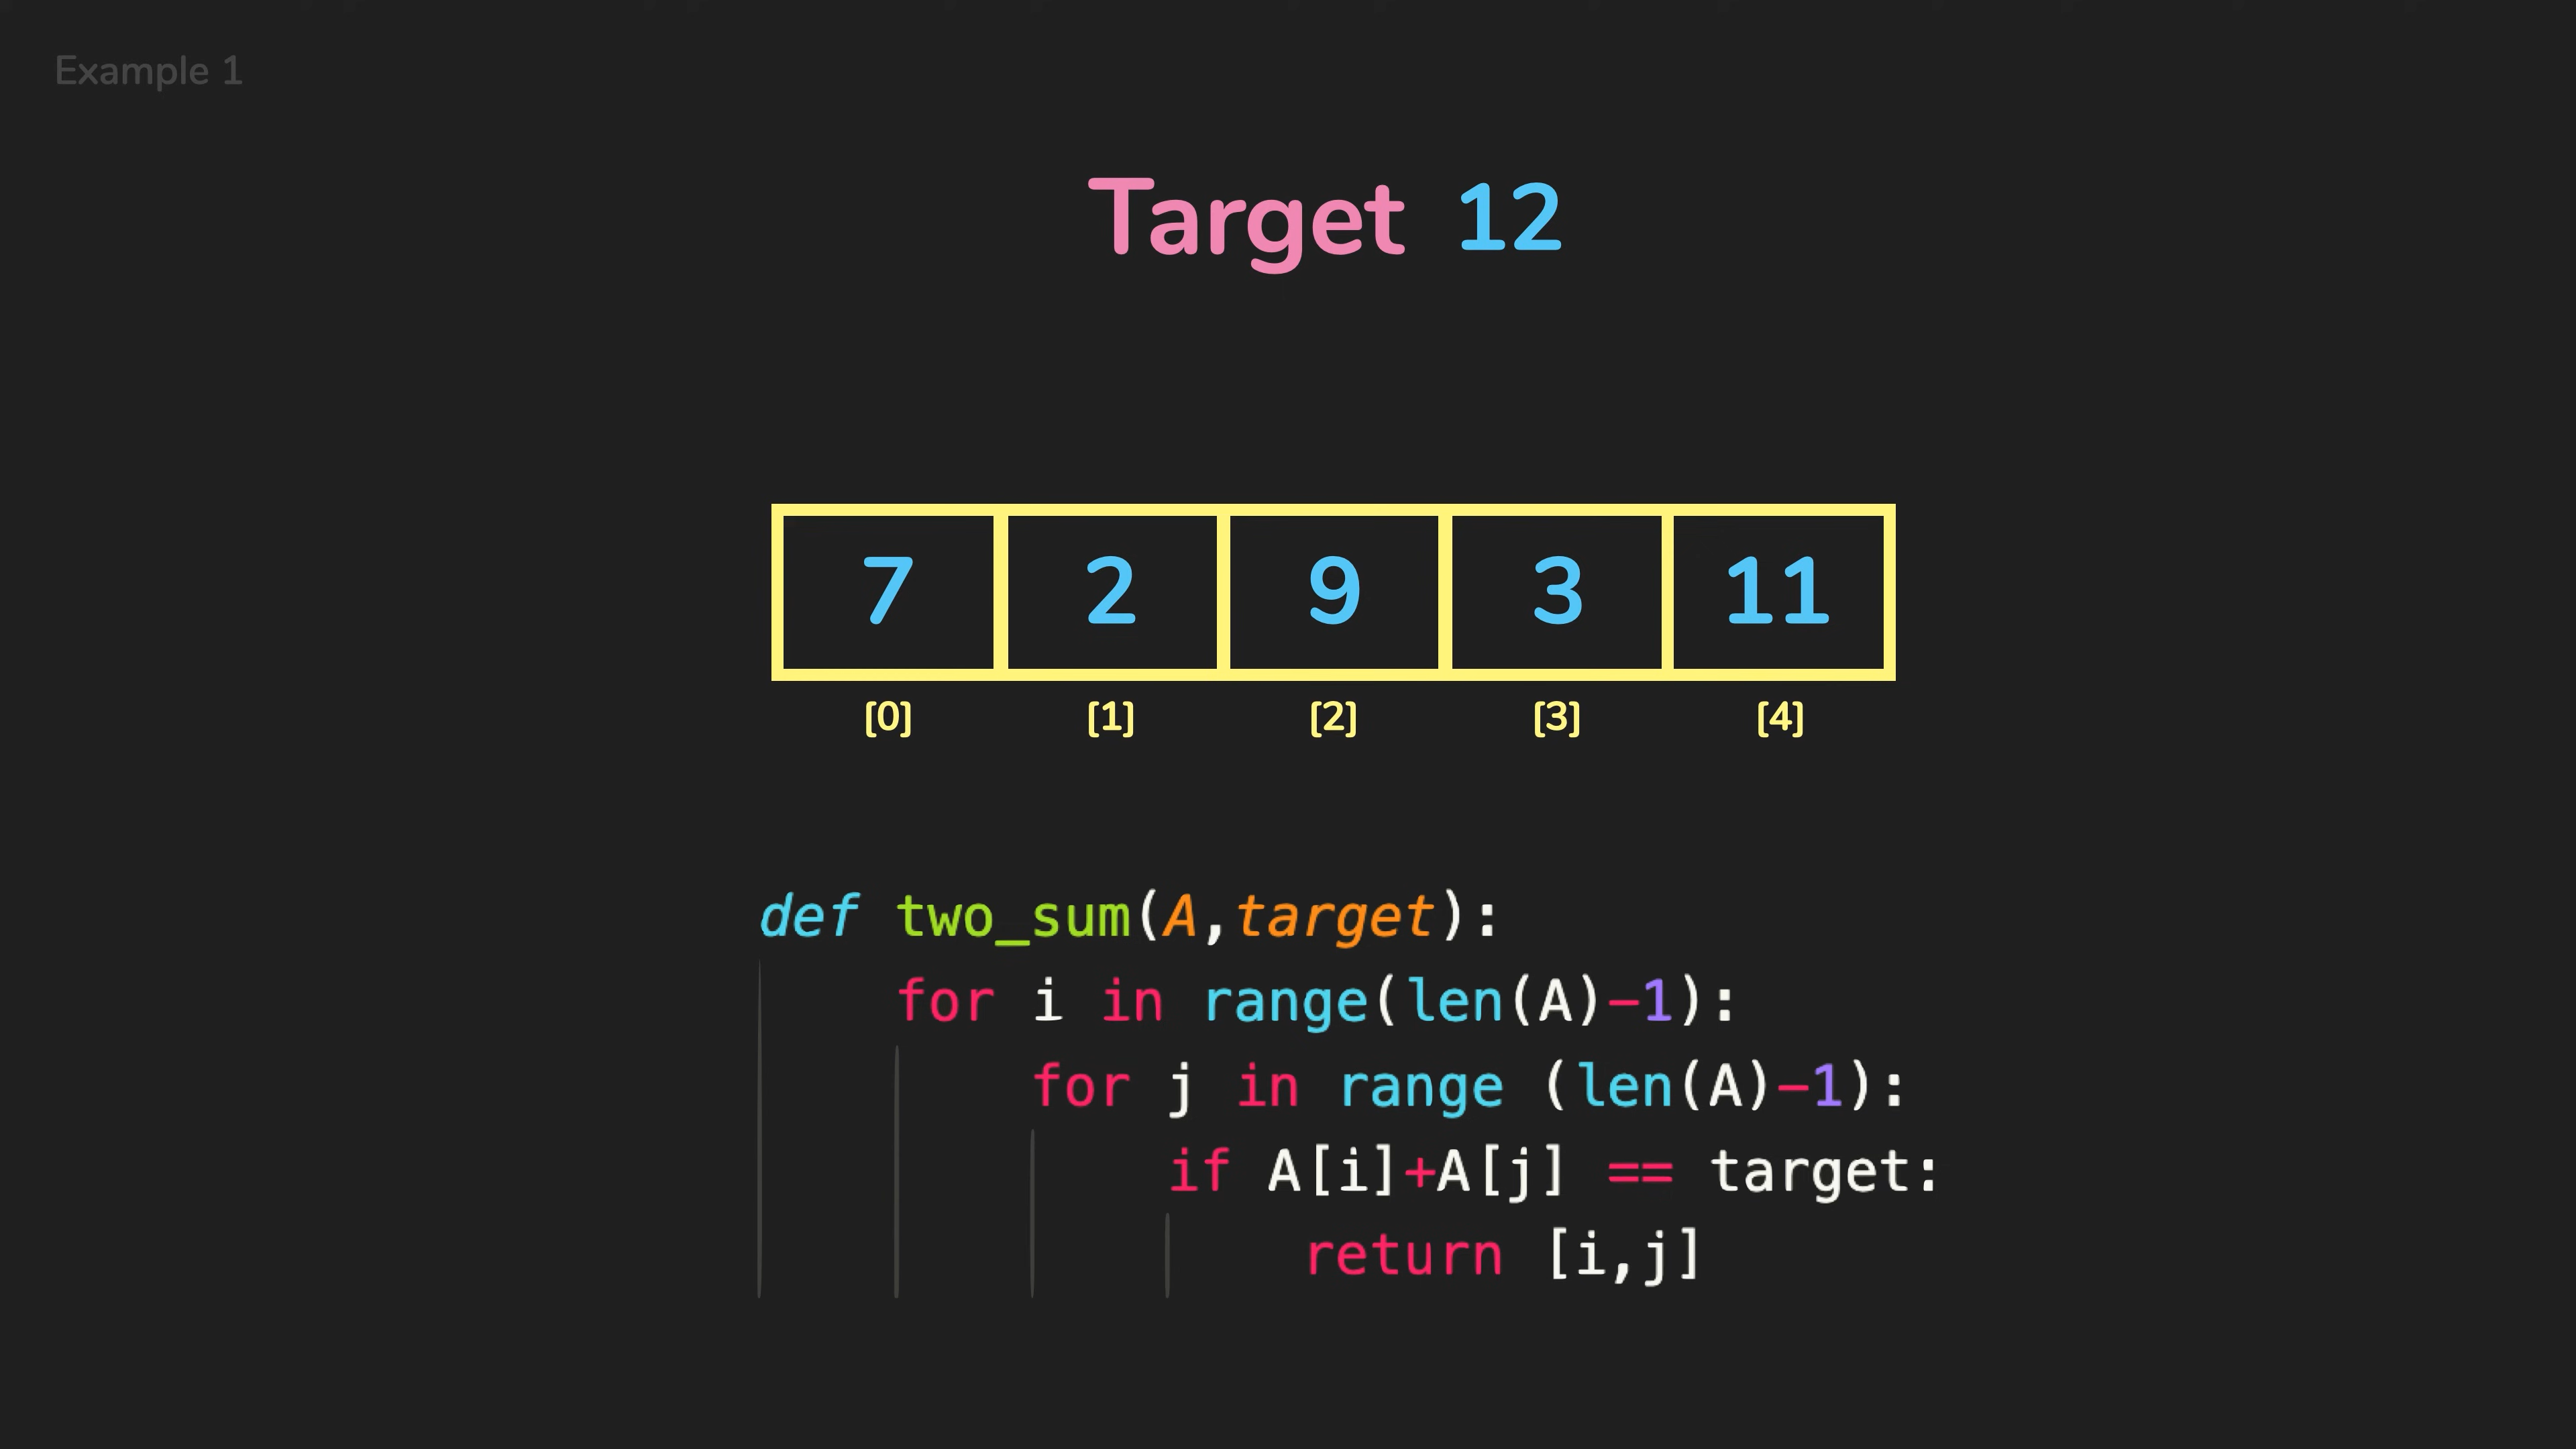 Example 1
Target 12
7 2 9 3 11
[0] [1] [2] [3] [4]
def two_sum(A,target):
for i in range(len(A)-1):
for j in range (len(A)-1):
if A[i]+A[j] == target:
return [i,j]